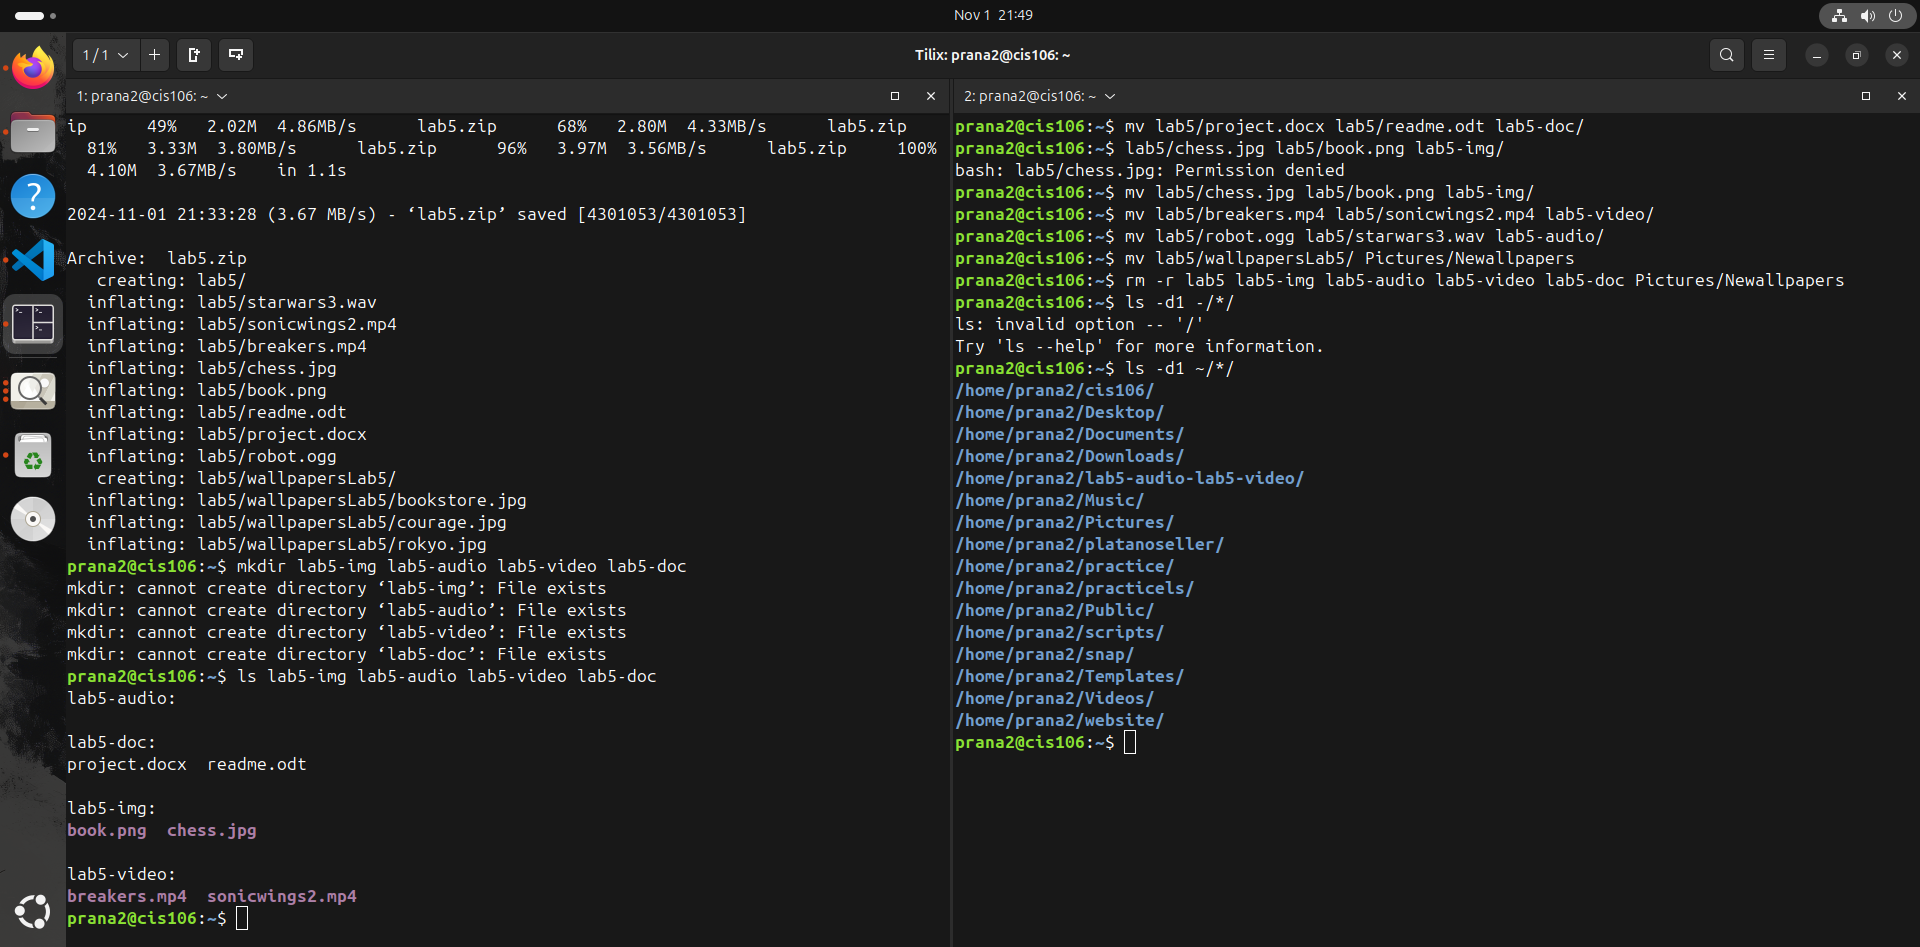 Nov 1 21:49
1 / 1
Tilix: prana2@cis106: ~
1: prana2@cis106: ~
ip      49%   2.02M  4.86MB/s      lab5.zip      68%   2.80M  4.33MB/s      lab5.zip
  81%   3.33M  3.80MB/s      lab5.zip      96%   3.97M  3.56MB/s      lab5.zip     100%
  4.10M  3.67MB/s    in 1.1s
2024-11-01 21:33:28 (3.67 MB/s) - ‘lab5.zip’ saved [4301053/4301053]
Archive:  lab5.zip
   creating: lab5/
  inflating: lab5/starwars3.wav
  inflating: lab5/sonicwings2.mp4
  inflating: lab5/breakers.mp4
  inflating: lab5/chess.jpg
  inflating: lab5/book.png
  inflating: lab5/readme.odt
  inflating: lab5/project.docx
  inflating: lab5/robot.ogg
   creating: lab5/wallpapersLab5/
  inflating: lab5/wallpapersLab5/bookstore.jpg
  inflating: lab5/wallpapersLab5/courage.jpg
  inflating: lab5/wallpapersLab5/rokyo.jpg
prana2@cis106:~$ mkdir lab5-img lab5-audio lab5-video lab5-doc
mkdir: cannot create directory ‘lab5-img’: File exists
mkdir: cannot create directory ‘lab5-audio’: File exists
mkdir: cannot create directory ‘lab5-video’: File exists
mkdir: cannot create directory ‘lab5-doc’: File exists
prana2@cis106:~$ ls lab5-img lab5-audio lab5-video lab5-doc
lab5-audio:
lab5-doc:
project.docx  readme.odt
lab5-img:
book.png  chess.jpg
lab5-video:
breakers.mp4  sonicwings2.mp4
prana2@cis106:~$
2: prana2@cis106: ~
prana2@cis106:~$ mv lab5/project.docx lab5/readme.odt lab5-doc/
prana2@cis106:~$ lab5/chess.jpg lab5/book.png lab5-img/
bash: lab5/chess.jpg: Permission denied
prana2@cis106:~$ mv lab5/chess.jpg lab5/book.png lab5-img/
prana2@cis106:~$ mv lab5/breakers.mp4 lab5/sonicwings2.mp4 lab5-video/
prana2@cis106:~$ mv lab5/robot.ogg lab5/starwars3.wav lab5-audio/
prana2@cis106:~$ mv lab5/wallpapersLab5/ Pictures/Newallpapers
prana2@cis106:~$ rm -r lab5 lab5-img lab5-audio lab5-video lab5-doc Pictures/Newallpapers
prana2@cis106:~$ ls -d1 -/*/
ls: invalid option -- '/'
Try 'ls --help' for more information.
prana2@cis106:~$ ls -d1 ~/*/
/home/prana2/cis106/
/home/prana2/Desktop/
/home/prana2/Documents/
/home/prana2/Downloads/
/home/prana2/lab5-audio-lab5-video/
/home/prana2/Music/
/home/prana2/Pictures/
/home/prana2/platanoseller/
/home/prana2/practice/
/home/prana2/practicels/
/home/prana2/Public/
/home/prana2/scripts/
/home/prana2/snap/
/home/prana2/Templates/
/home/prana2/Videos/
/home/prana2/website/
prana2@cis106:~$